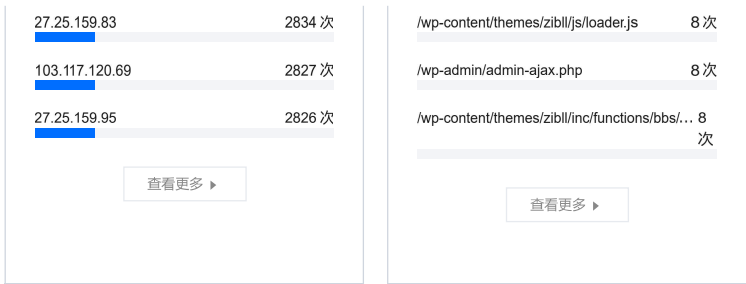 27.25.159.83 2834 次
103.117.120.69 2827 次
27.25.159.95 2826 次
查看更多
/wp-content/themes/zibll/js/loader.js 8 次
/wp-admin/admin-ajax.php 8 次
/wp-content/themes/zibll/inc/functions/bbs/... 8
次
查看更多